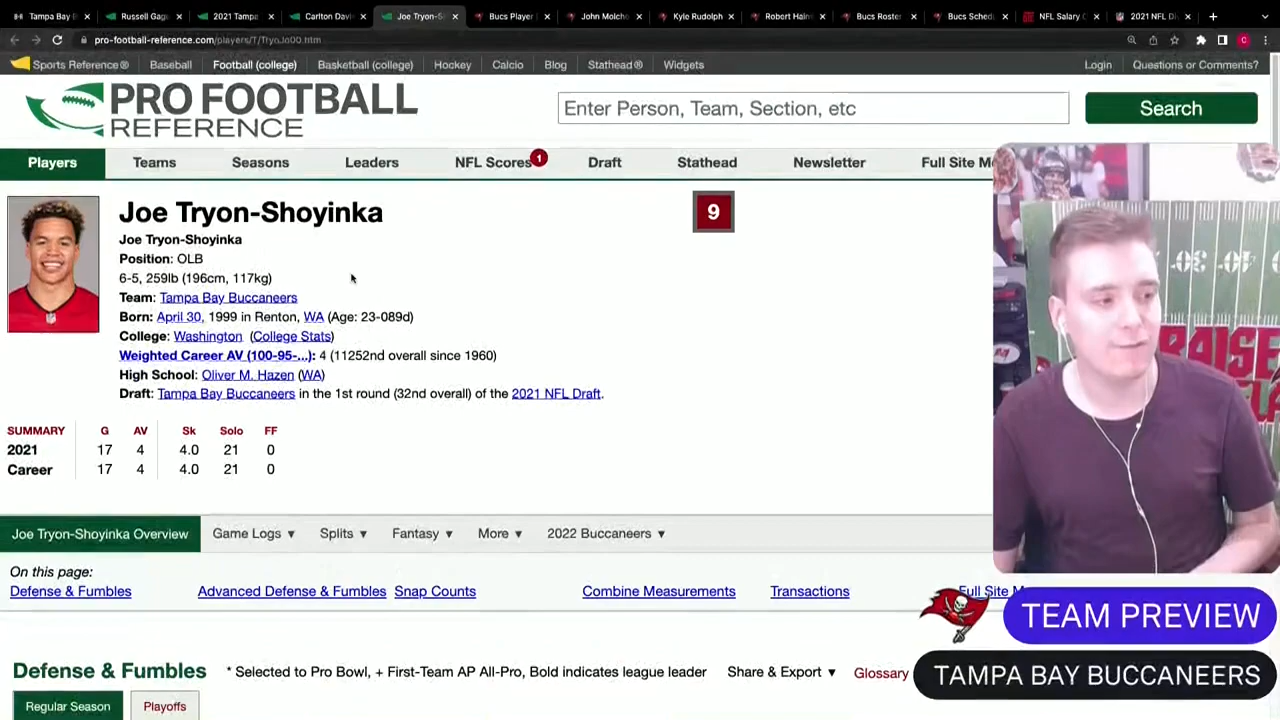 Tampa B
Russell Gag
2021 Tampa
Carlton Davi
Joe Tryon-S
Bucs Player
John Molch
Kyle Rudolph
Robert Hain
Bucs Roster
Bucs Sched
NFL Salary C
2021 NFL D
pro-football-reference.com/players/T/TryoJo00.htm
Sports Reference® Baseball Football (college) Basketball (college) Hockey Calcio Blog Stathead® Widgets Login Questions or Comments?
PRO FOOTBALL
REFERENCE
Enter Person, Team, Section, etc
Search
Players Teams Seasons Leaders NFL Scores 1 Draft Stathead Newsletter Full Site M
Joe Tryon-Shoyinka
9
Joe Tryon-Shoyinka
Position: OLB
6-5, 259lb (196cm, 117kg)
Team: Tampa Bay Buccaneers
Born: April 30, 1999 in Renton, WA (Age: 23-089d)
College: Washington (College Stats)
Weighted Career AV (100-95-...): 4 (11252nd overall since 1960)
High School: Oliver M. Hazen (WA)
Draft: Tampa Bay Buccaneers in the 1st round (32nd overall) of the 2021 NFL Draft.
SUMMARY G AV Sk Solo FF
2021 17 4 4.0 21 0
Career 17 4 4.0 21 0
Joe Tryon-Shoyinka Overview Game Logs ▼ Splits ▼ Fantasy ▼ More ▼ 2022 Buccaneers ▼
On this page:
Defense & Fumbles Advanced Defense & Fumbles Snap Counts Combine Measurements Transactions Full Site M
TEAM PREVIEW
TAMPA BAY BUCCANEERS
Defense & Fumbles * Selected to Pro Bowl, + First-Team AP All-Pro, Bold indicates league leader Share & Export ▼ Glossary
Regular Season Playoffs
RAISE